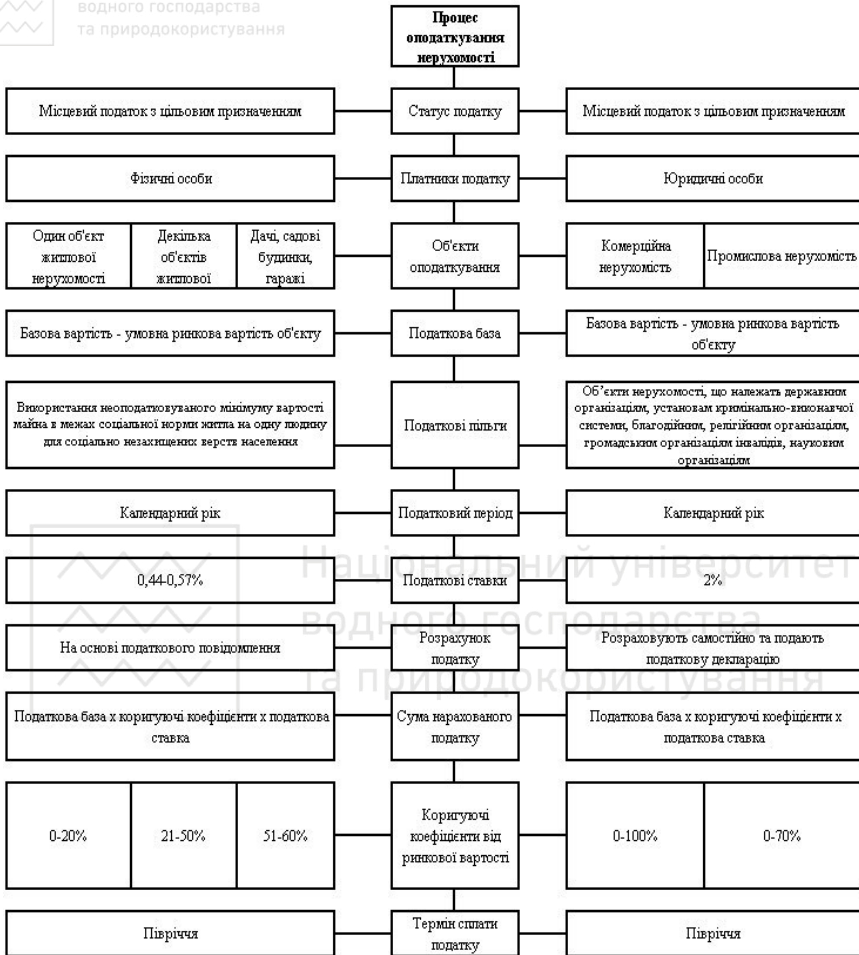 водного господарства
та природокористування
Процес
оподаткування
нерухомості
Місцевий податок з цільовим призначенням
Статус податку
Місцевий податок з цільовим призначенням
Фізичні особи
Платники податку
Юридичні особи
Один об'єкт
житлової
нерухомості
Декілька
об'єктів
житлової
Дачі, садові
будинки,
гаражі
Об'єкти
оподаткування
Комерційна
нерухомість
Промислова нерухомість
Базова вартість - умовна ринкова вартість об'єкту
Податкова база
Базова вартість - умовна ринкова вартість
об'єкту
Використання неоподатковуваного мінімуму вартості
майна в межах соціальної норми житла на одну людину
для соціально незахищених верств населення
Податкові пільги
Об’єкти нерухомості, що належать державним
організаціям, установам кримінально-виконавчої
системи, благодійним, релігійним організаціям,
громадським організаціям інвалідів, науковим
організаціям
Календарний рік
Податковий період
Календарний рік
0,44-0,57%
Податкові ставки
2%
Національний університет
водного господарства
та природокористування
На основі податкового повідомлення
Розрахунок
податку
Розраховують самостійно та подають
податкову декларацію
Податкова база х коригуючі коефіцієнти х податкова
ставка
Сума нарахованого
податку
Податкова база х коригуючі коефіцієнти х
податкова ставка
0-20%
21-50%
51-60%
Коригуючі
коефіцієнти від
ринкової вартості
0-100%
0-70%
Півріччя
Термін сплати
податку
Півріччя